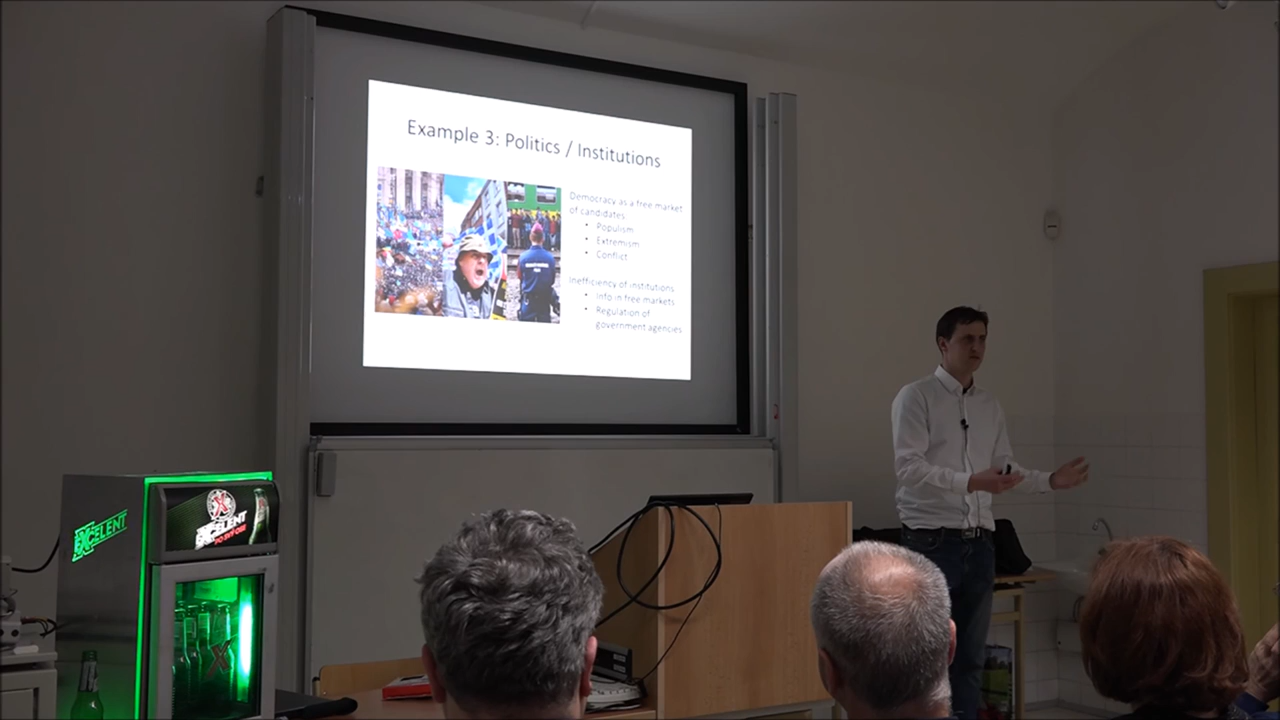 Example 3: Politics / Institutions
Democracy as a free market
of candidates
• Populism
• Extremism
• Conflict
Inefficiency of institutions
• Info in free markets
• Regulation of
government agencies
EXCELENT
X
EXCELENT
X